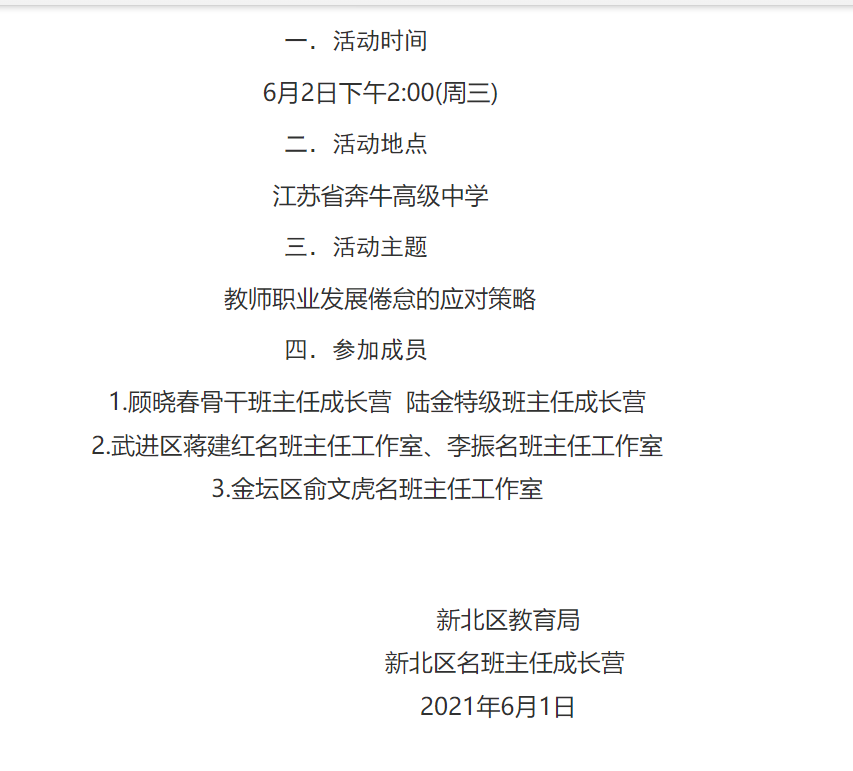 一．活动时间
6月2日下午2:00(周三)
二．活动地点
江苏省奔牛高级中学
三．活动主题
教师职业发展倦怠的应对策略
四．参加成员
1.顾晓春骨干班主任成长营 陆金特级班主任成长营
2.武进区蒋建红名班主任工作室、李振名班主任工作室
3.金坛区俞文虎名班主任工作室
新北区教育局
新北区名班主任成长营
2021年6月1日